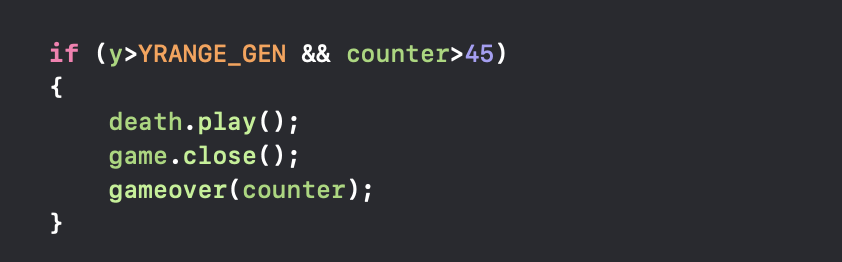 if (y>YRANGE_GEN && counter>45)
{
    death.play();
    game.close();
    gameover(counter);
}